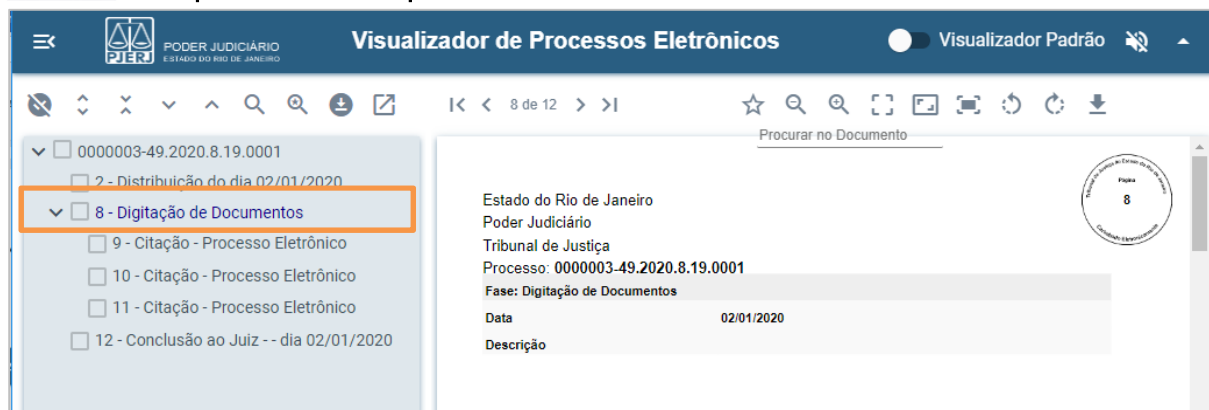 PJERJ
PODER JUDICIÁRIO
ESTADO DO RIO DE JANEIRO
Visualizador de Processos Eletrônicos
Visualizador Padrão
8 de 12
Procurar no Documento
0000003-49.2020.8.19.0001
2 - Distribuição do dia 02/01/2020
8 - Digitação de Documentos
9 - Citação - Processo Eletrônico
10 - Citação - Processo Eletrônico
11 - Citação - Processo Eletrônico
12 - Conclusão ao Juiz - - dia 02/01/2020
Estado do Rio de Janeiro
Poder Judiciário
Tribunal de Justiça
Processo: 0000003-49.2020.8.19.0001
Fase: Digitação de Documentos
Data 02/01/2020
Descrição
Página
8